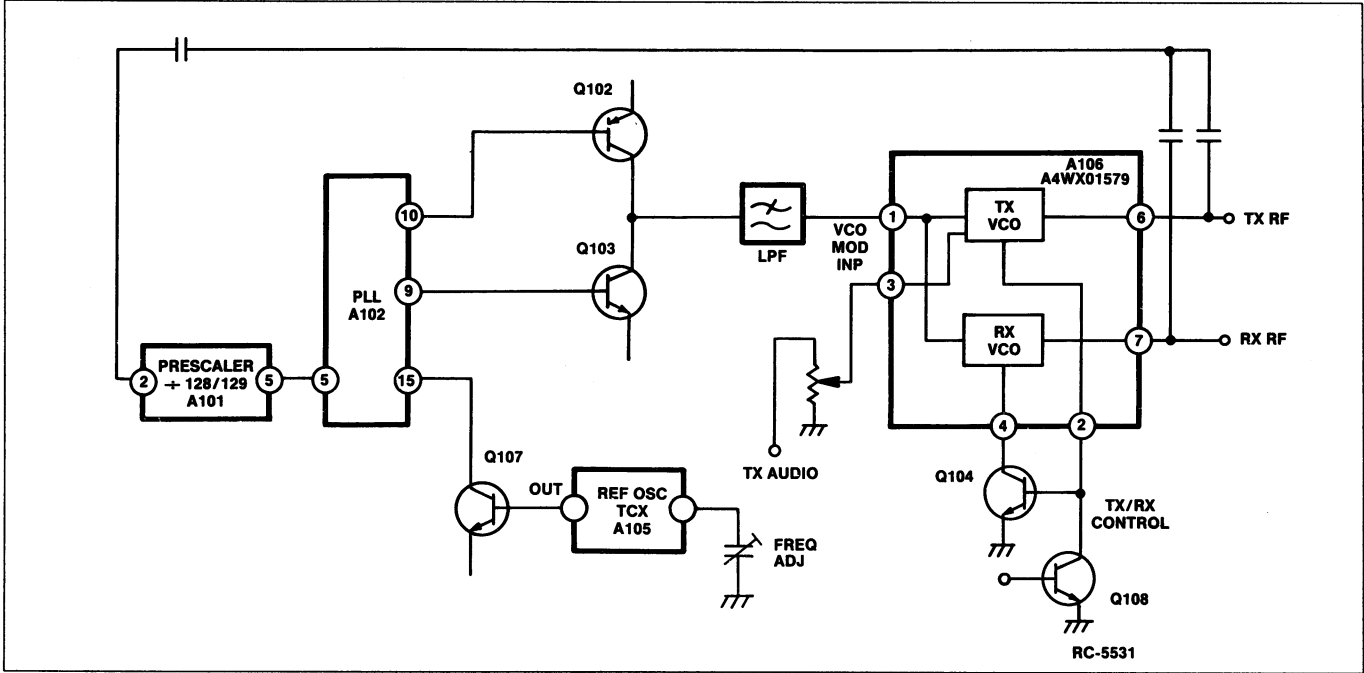 Q102
A106
A4WX01579
10
TX
VCO
1
6
TX RF
VCO
MOD
INP
LPF
Q103
3
PLL
A102
9
RX
VCO
7
RX RF
PRESCALER
÷ 128/129
A101
2
5
5
15
4
2
TX AUDIO
Q107
OUT
REF OSC
TCX
A105
Q104
TX/RX
CONTROL
FREQ
ADJ
Q108
RC-5531